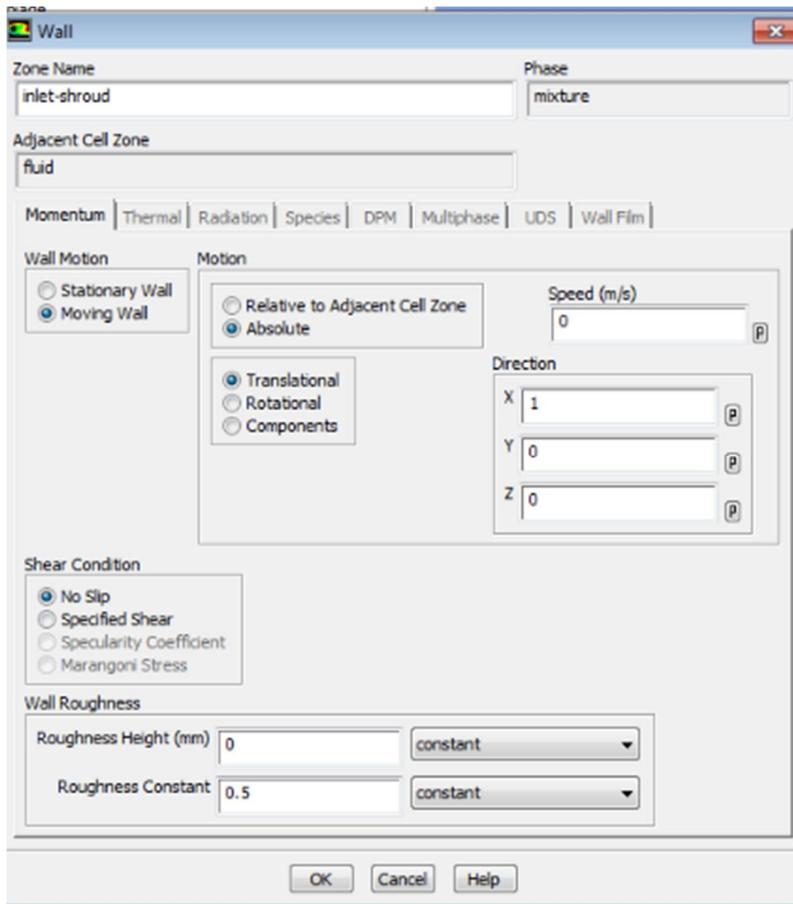 Wall
Zone Name
Phase
inlet-shroud
mixture
Adjacent Cell Zone
fluid
Momentum Thermal Radiation Species DPM Multiphase UDS Wall Film
Wall Motion
Motion
Stationary Wall
Moving Wall
Relative to Adjacent Cell Zone
Absolute
Speed (m/s)
0
P
Translational
Rotational
Components
Direction
X 1 P
Y 0 P
Z 0 P
Shear Condition
No Slip
Specified Shear
Specularity Coefficient
Marangoni Stress
Wall Roughness
Roughness Height (mm) 0 constant
Roughness Constant 0.5 constant
OK Cancel Help